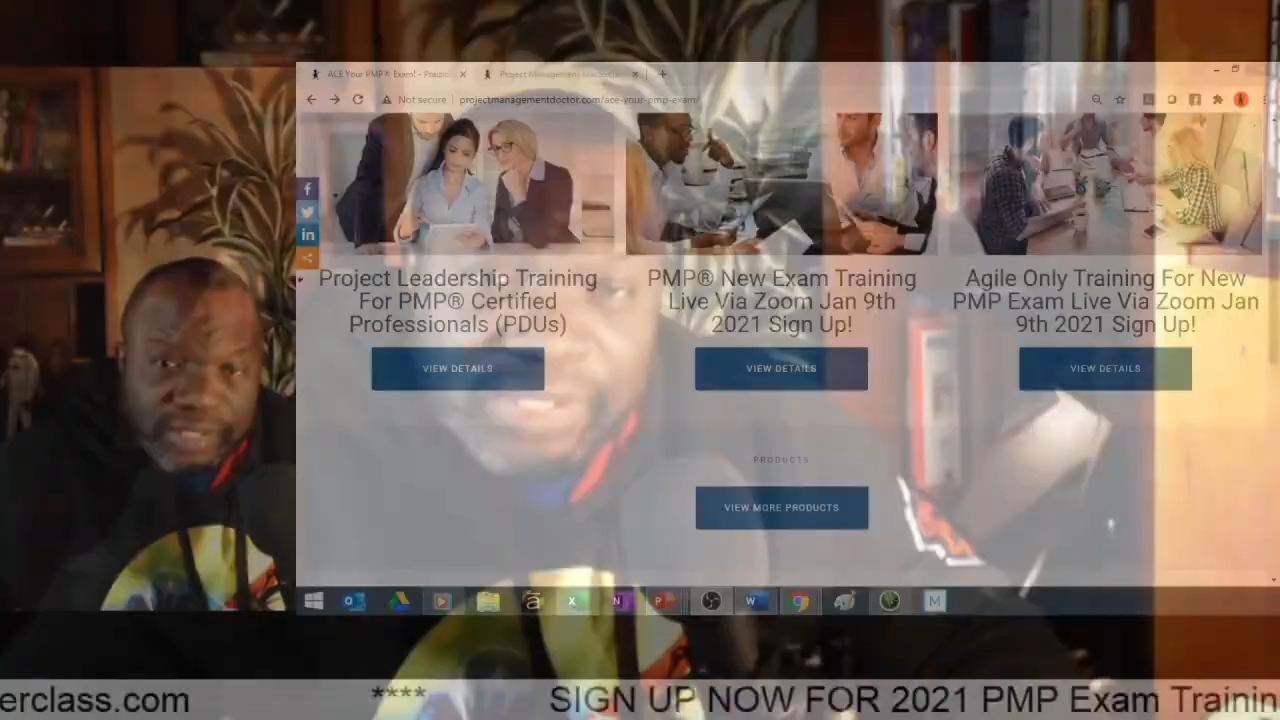 ACE Your PMP® Exam! - Practic
Project Management Mastercla
Not secure
projectmanagementdoctor.com/ace-your-pmp-exam/
Project Leadership Training
For PMP® Certified
Professionals (PDUs)
VIEW DETAILS
PMP® New Exam Training
Live Via Zoom Jan 9th
2021 Sign Up!
VIEW DETAILS
Agile Only Training For New
PMP Exam Live Via Zoom Jan
9th 2021 Sign Up!
VIEW DETAILS
PRODUCTS
VIEW MORE PRODUCTS
erclass.com **** SIGN UP NOW FOR 2021 PMP Exam Trainin